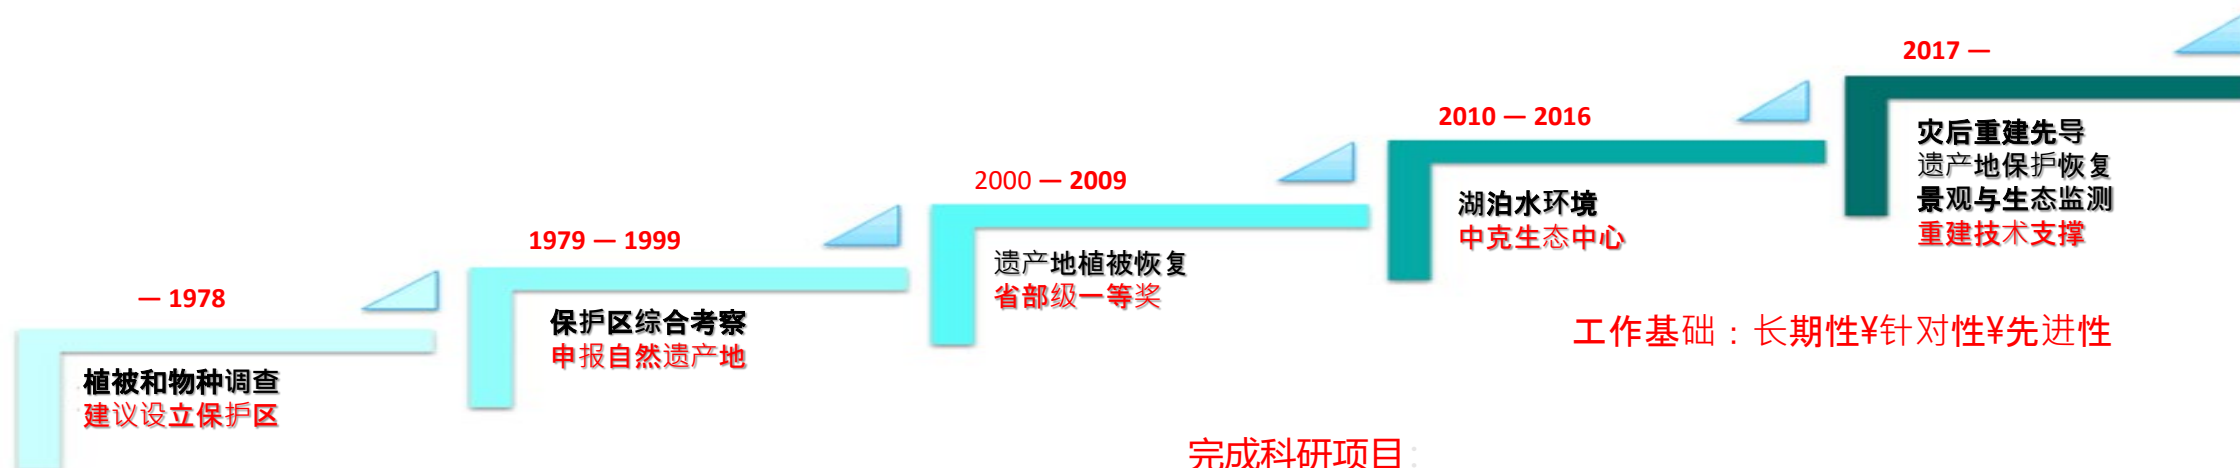 — 1978
植被和物种调查
建议设立保护区
1979 — 1999
保护区综合考察
申报自然遗产地
2000 — 2009
遗产地植被恢复
省部级一等奖
2010 — 2016
湖泊水环境
中克生态中心
2017 —
灾后重建先导
遗产地保护恢复
景观与生态监测
重建技术支撑
工作基础：长期性¥针对性¥先进性
完成科研项目: